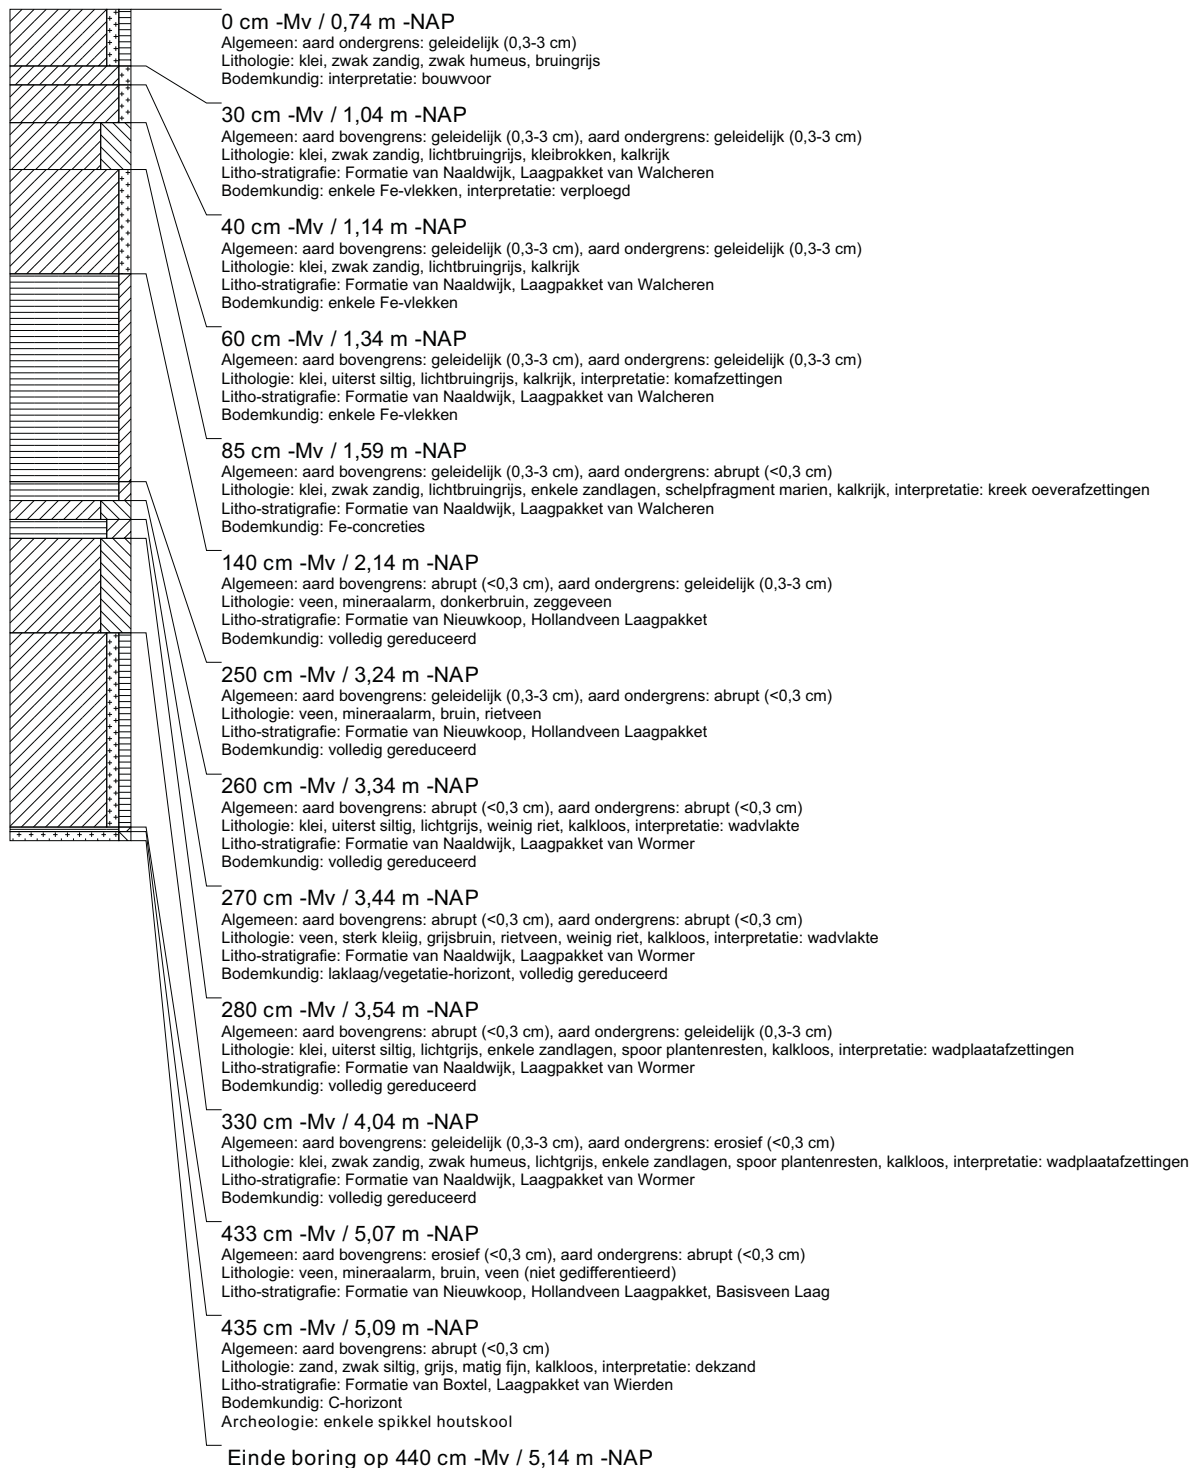 0 cm -Mv / 0,74 m -NAP
Algemeen: aard ondergrens: geleidelijk (0,3-3 cm)
Lithologie: klei, zwak zandig, zwak humeus, bruingrijs
Bodemkundig: interpretatie: bouwvoor
30 cm -Mv / 1,04 m -NAP
Algemeen: aard bovengrens: geleidelijk (0,3-3 cm), aard ondergrens: geleidelijk (0,3-3 cm)
Lithologie: klei, zwak zandig, lichtbruingrijs, kleibrokken, kalkrijk
Litho-stratigrafie: Formatie van Naaldwijk, Laagpakket van Walcheren
Bodemkundig: enkele Fe-vlekken, interpretatie: verploegd
40 cm -Mv / 1,14 m -NAP
Algemeen: aard bovengrens: geleidelijk (0,3-3 cm), aard ondergrens: geleidelijk (0,3-3 cm)
Lithologie: klei, zwak zandig, lichtbruingrijs, kalkrijk
Litho-stratigrafie: Formatie van Naaldwijk, Laagpakket van Walcheren
Bodemkundig: enkele Fe-vlekken
60 cm -Mv / 1,34 m -NAP
Algemeen: aard bovengrens: geleidelijk (0,3-3 cm), aard ondergrens: geleidelijk (0,3-3 cm)
Lithologie: klei, uiterst siltig, lichtbruingrijs, kalkrijk, interpretatie: komafzettingen
Litho-stratigrafie: Formatie van Naaldwijk, Laagpakket van Walcheren
Bodemkundig: enkele Fe-vlekken
85 cm -Mv / 1,59 m -NAP
Algemeen: aard bovengrens: geleidelijk (0,3-3 cm), aard ondergrens: abrupt (<0,3 cm)
Lithologie: klei, zwak zandig, lichtbruingrijs, enkele zandlagen, schelpfragment marien, kalkrijk, interpretatie: kreek oeverafzettingen
Litho-stratigrafie: Formatie van Naaldwijk, Laagpakket van Walcheren
Bodemkundig: Fe-concreties
140 cm -Mv / 2,14 m -NAP
Algemeen: aard bovengrens: abrupt (<0,3 cm), aard ondergrens: geleidelijk (0,3-3 cm)
Lithologie: veen, mineraalarm, donkerbruin, zeggeveen
Litho-stratigrafie: Formatie van Nieuwkoop, Hollandveen Laagpakket
Bodemkundig: volledig gereduceerd
250 cm -Mv / 3,24 m -NAP
Algemeen: aard bovengrens: geleidelijk (0,3-3 cm), aard ondergrens: abrupt (<0,3 cm)
Lithologie: veen, mineraalarm, bruin, rietveen
Litho-stratigrafie: Formatie van Nieuwkoop, Hollandveen Laagpakket
Bodemkundig: volledig gereduceerd
260 cm -Mv / 3,34 m -NAP
Algemeen: aard bovengrens: abrupt (<0,3 cm), aard ondergrens: abrupt (<0,3 cm)
Lithologie: klei, uiterst siltig, lichtgrijs, weinig riet, kalkloos, interpretatie: wadvlakte
Litho-stratigrafie: Formatie van Naaldwijk, Laagpakket van Wormer
Bodemkundig: volledig gereduceerd
270 cm -Mv / 3,44 m -NAP
Algemeen: aard bovengrens: abrupt (<0,3 cm), aard ondergrens: abrupt (<0,3 cm)
Lithologie: veen, sterk kleiig, grijsbruin, rietveen, weinig riet, kalkloos, interpretatie: wadvlakte
Litho-stratigrafie: Formatie van Naaldwijk, Laagpakket van Wormer
Bodemkundig: laklaag/vegetatie-horizont, volledig gereduceerd
280 cm -Mv / 3,54 m -NAP
Algemeen: aard bovengrens: abrupt (<0,3 cm), aard ondergrens: geleidelijk (0,3-3 cm)
Lithologie: klei, uiterst siltig, lichtgrijs, enkele zandlagen, spoor plantenresten, kalkloos, interpretatie: wadplaatafzettingen
Litho-stratigrafie: Formatie van Naaldwijk, Laagpakket van Wormer
Bodemkundig: volledig gereduceerd
330 cm -Mv / 4,04 m -NAP
Algemeen: aard bovengrens: geleidelijk (0,3-3 cm), aard ondergrens: erosief (<0,3 cm)
Lithologie: klei, zwak zandig, zwak humeus, lichtgrijs, enkele zandlagen, spoor plantenresten, kalkloos, interpretatie: wadplaatafzettingen
Litho-stratigrafie: Formatie van Naaldwijk, Laagpakket van Wormer
Bodemkundig: volledig gereduceerd
433 cm -Mv / 5,07 m -NAP
Algemeen: aard bovengrens: erosief (<0,3 cm), aard ondergrens: abrupt (<0,3 cm)
Lithologie: veen, mineraalarm, bruin, veen (niet gedifferentieerd)
Litho-stratigrafie: Formatie van Nieuwkoop, Hollandveen Laagpakket, Basisveen Laag
435 cm -Mv / 5,09 m -NAP
Algemeen: aard bovengrens: abrupt (<0,3 cm)
Lithologie: zand, zwak siltig, grijs, matig fijn, kalkloos, interpretatie: dekzand
Litho-stratigrafie: Formatie van Boxtel, Laagpakket van Wierden
Bodemkundig: C-horizont
Archeologie: enkele spikkel houtskool
Einde boring op 440 cm -Mv / 5,14 m -NAP